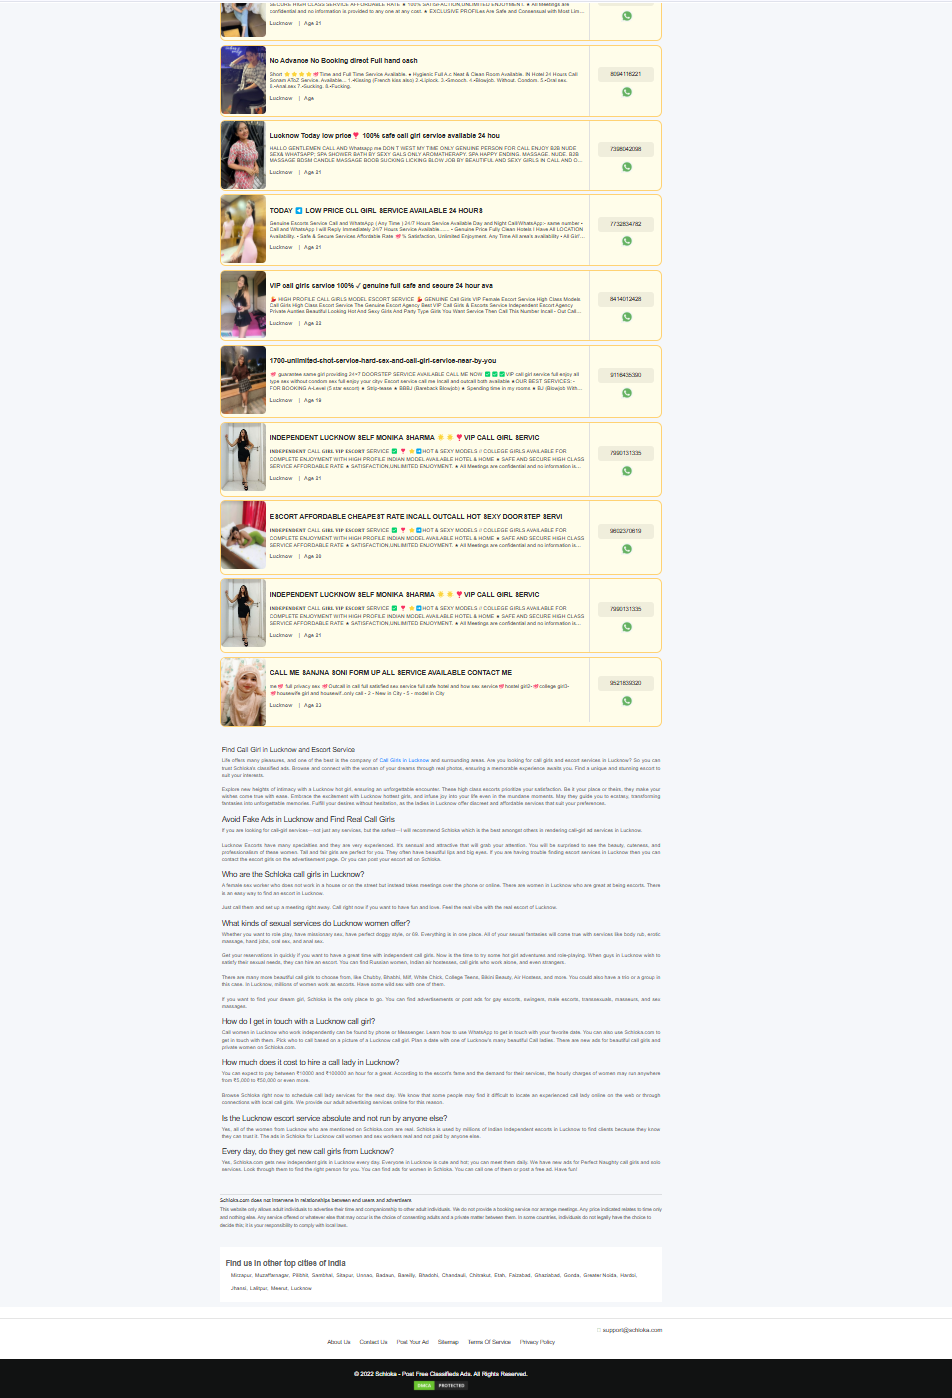 SECURE HIGH CLASS SERVICE AFFORDABLE RATE ★ 100% SATISFACTION,UNLIMITED ENJOYMENT. ★ All Meetings are
confidential and no information is provided to any one at any cost. ★ EXCLUSIVE PROFILEs Are Safe and Consensual with Most Lim...
Lucknow | Age 21
No Advance No Booking direct Full hand cash
Short ⭐⭐⭐⭐💘Time and Full Time Service Available. ● Hygienic Full A.c Neat & Clean Room Available. IN Hotel 24 Hours Call
Sonam AToZ Service. Available... 1.•Kissing (French kiss also) 2.•Liplock. 3.•Smooch. 4.•Blowjob. Without. Condom. 5.•Oral sex.
6.•Anal.sex 7.•Sucking. 8.•Fucking.
Lucknow | Age
8094116221
Lucknow Today low price❣️ 100% safe call girl service available 24 hou
HALLO GENTLEMEN CALL AND Whatsapp me DON T WEST MY TIME ONLY GENUINE PERSON FOR CALL ENJOY B2B NUDE
SEX& WHATSAPP; SPA SHOWER BATH BY SEXY GALS ONLY AROMATHERAPY. SPA HAPPY ENDING. MASSAGE. NUDE. B2B
MASSAGE BDSM CANDLE MASSAGE BOOB SUCKING LICKING BLOW JOB BY BEAUTIFUL AND SEXY GIRLS IN CALL AND O...
Lucknow | Age 21
7398042098
TODAY ➡️ LOW PRICE CLL GIRL SERVICE AVAILABLE 24 HOURS
Genuine Escorts Service Call and WhatsApp ( Any Time ) 24/7 Hours Service Available Day and Night Call/WhatsApp:- same number •
Call and WhatsApp I will Reply Immediately 24/7 Hours Service Available ...... • Genuine Price Fully Clean Hotels I Have All LOCATION
Availability. • Safe & Secure Services Affordable Rate 💘% Satisfaction, Unlimited Enjoyment. Any Time All area's availability • All Girl'...
Lucknow | Age 21
7732834782
VIP call girls sarvice 100% ✓ genuine full safe and secure 24 hour ava
💃 HIGH PROFILE CALL GIRLS MODEL ESCORT SERVICE 💃 GENUINE Call Girls VIP Female Escort Service High Class Models
Call Girls High Class Escort Service The Genuine Escort Agency Best VIP Call Girls & Escorts Service Independent Escort Agency
Private Aunties Beautiful Looking Hot And Sexy Girls And Party Type Girls You Want Service Then Call This Number Incall - Out Call...
Lucknow | Age 22
8414012428
1700-unlimited-shot-service-hard-sex-and-call-girl-service-near-by-you
💘 guarantee same girl providing 24×7 DOORSTEP SERVICE AVAILABLE CALL ME NOW ✅✅✅VIP call girl service full enjoy all
type sex without condom sex full enjoy your city• Escort service call me Incall and outcall both available ★OUR BEST SERVICES: -
FOR BOOKING A-Level (5 star escort) ★ Strip-tease ★ BBBJ (Bareback Blowjob) ★ Spending time in my rooms ★ BJ (Blowjob With...
Lucknow | Age 19
9116435390
INDEPENDENT LUCKNOW SELF MONIKA SHARMA ☀️☀️❣️VIP CALL GIRL SERVIC
INDEPENDENT CALL GIRL VIP ESCORT SERVICE ✅ ❣️ ⭐➡️HOT & SEXY MODELS // COLLEGE GIRLS AVAILABLE FOR
COMPLETE ENJOYMENT WITH HIGH PROFILE INDIAN MODEL AVAILABLE HOTEL & HOME ★ SAFE AND SECURE HIGH CLASS
SERVICE AFFORDABLE RATE ★ SATISFACTION,UNLIMITED ENJOYMENT. ★ All Meetings are confidential and no information is...
Lucknow | Age 21
7990131335
ESCORT AFFORDABLE CHEAPEST RATE INCALL OUTCALL HOT SEXY DOORSTEP SERVI
INDEPENDENT CALL GIRL VIP ESCORT SERVICE ✅ ❣️ ⭐➡️HOT & SEXY MODELS // COLLEGE GIRLS AVAILABLE FOR
COMPLETE ENJOYMENT WITH HIGH PROFILE INDIAN MODEL AVAILABLE HOTEL & HOME ★ SAFE AND SECURE HIGH CLASS
SERVICE AFFORDABLE RATE ★ SATISFACTION,UNLIMITED ENJOYMENT. ★ All Meetings are confidential and no information is...
Lucknow | Age 20
9602370619
INDEPENDENT LUCKNOW SELF MONIKA SHARMA ☀️☀️❣️VIP CALL GIRL SERVIC
INDEPENDENT CALL GIRL VIP ESCORT SERVICE ✅ ❣️ ⭐➡️HOT & SEXY MODELS // COLLEGE GIRLS AVAILABLE FOR
COMPLETE ENJOYMENT WITH HIGH PROFILE INDIAN MODEL AVAILABLE HOTEL & HOME ★ SAFE AND SECURE HIGH CLASS
SERVICE AFFORDABLE RATE ★ SATISFACTION,UNLIMITED ENJOYMENT. ★ All Meetings are confidential and no information is...
Lucknow | Age 21
7990131335
CALL ME SANJNA SONI FORM UP ALL SERVICE AVAILABLE CONTACT ME
me💘 full privacy sex 💘Outcall in call full satisfied sex service full safe hotel and how sex service💘hostel girl2•💘college girl3•
💘housewife girl and housewif..only call • 2 • New in City • 5 • model in City
Lucknow | Age 23
9521839320
Find Call Girl in Lucknow and Escort Service
Life offers many pleasures, and one of the best is the company of Call Girls in Lucknow and surrounding areas. Are you looking for call girls and escort services in Lucknow? So you can
trust Schloka's classified ads. Browse and connect with the woman of your dreams through real photos, ensuring a memorable experience awaits you. Find a unique and stunning escort to
suit your interests.
Explore new heights of intimacy with a Lucknow hot girl, ensuring an unforgettable encounter. These high class escorts prioritize your satisfaction. Be it your place or theirs, they make your
wishes come true with ease. Embrace the excitement with Lucknow hottest girls, and infuse joy into your life even in the mundane moments. May they guide you to ecstasy, transforming
fantasies into unforgettable memories. Fulfill your desires without hesitation, as the ladies in Lucknow offer discreet and affordable services that suit your preferences.
Avoid Fake Ads in Lucknow and Find Real Call Girls
If you are looking for call-girl services—not just any services, but the safest—I will recommend Schloka which is the best amongst others in rendering call-girl ad services in Lucknow.
Lucknow Escorts have many specialties and they are very experienced. It's sensual and attractive that will grab your attention. You will be surprised to see the beauty, cuteness, and
professionalism of these women. Tall and fair girls are perfect for you. They often have beautiful lips and big eyes. If you are having trouble finding escort services in Lucknow then you can
contact the escort girls on the advertisement page. Or you can post your escort ad on Schloka.
Who are the Schloka call girls in Lucknow?
A female sex worker who does not work in a house or on the street but instead takes meetings over the phone or online. There are women in Lucknow who are great at being escorts. There
is an easy way to find an escort in Lucknow.
Just call them and set up a meeting right away. Call right now if you want to have fun and love. Feel the real vibe with the real escort of Lucknow.
What kinds of sexual services do Lucknow women offer?
Whether you want to role play, have missionary sex, have perfect doggy style, or 69. Everything is in one place. All of your sexual fantasies will come true with services like body rub, erotic
massage, hand jobs, oral sex, and anal sex.
Get your reservations in quickly if you want to have a great time with independent call girls. Now is the time to try some hot girl adventures and role-playing. When guys in Lucknow wish to
satisfy their sexual needs, they can hire an escort. You can find Russian women, Indian air hostesses, call girls who work alone, and even strangers.
There are many more beautiful call girls to choose from, like Chubby, Bhabhi, Milf, White Chick, College Teens, Bikini Beauty, Air Hostess, and more. You could also have a trio or a group in
this case. In Lucknow, millions of women work as escorts. Have some wild sex with one of them.
If you want to find your dream girl, Schloka is the only place to go. You can find advertisements or post ads for gay escorts, swingers, male escorts, transsexuals, masseurs, and sex
massages.
How do I get in touch with a Lucknow call girl?
Call women in Lucknow who work independently can be found by phone or Messenger. Learn how to use WhatsApp to get in touch with your favorite date. You can also use Schloka.com to
get in touch with them. Pick who to call based on a picture of a Lucknow call girl. Plan a date with one of Lucknow's many beautiful Call ladies. There are new ads for beautiful call girls and
private women on Schloka.com.
How much does it cost to hire a call lady in Lucknow?
You can expect to pay between ₹10000 and ₹100000 an hour for a great. According to the escort's fame and the demand for their services, the hourly charges of women may run anywhere
from ₹5,000 to ₹50,000 or even more.
Browse Schloka right now to schedule call lady services for the next day. We know that some people may find it difficult to locate an experienced call lady online on the web or through
connections with local call girls. We provide our adult advertising services online for this reason.
Is the Lucknow escort service absolute and not run by anyone else?
Yes, all of the women from Lucknow who are mentioned on Schloka.com are real. Schloka is used by millions of Indian Independent escorts in Lucknow to find clients because they know
they can trust it. The ads in Schloka for Lucknow call women and sex workers real and not paid by anyone else.
Every day, do they get new call girls from Lucknow?
Yes, Schloka.com gets new independent girls in Lucknow every day. Everyone in Lucknow is cute and hot; you can meet them daily. We have new ads for Perfect Naughty call girls and solo
services. Look through them to find the right person for you. You can find ads for women in Schloka. You can call one of them or post a free ad. Have fun!
Schloka.com does not intervene in relationships between end users and advertisers
This website only allows adult individuals to advertise their time and companionship to other adult individuals. We do not provide a booking service nor arrange meetings. Any price indicated relates to time only
and nothing else. Any service offered or whatever else that may occur is the choice of consenting adults and a private matter between them. In some countries, individuals do not legally have the choice to
decide this; it is your responsibility to comply with local laws.
Find us in other top cities of India
Mirzapur, Muzaffarnagar, Pilibhit, Sambhal, Sitapur, Unnao, Badaun, Bareilly, Bhadohi, Chandauli, Chitrakut, Etah, Faizabad, Ghaziabad, Gonda, Greater Noida, Hardoi,
Jhansi, Lalitpur, Meerut, Lucknow
support@schloka.com
About Us Contact Us Post Your Ad Sitemap Terms Of Service Privacy Policy
© 2022 Schloka - Post Free Classifieds Ads. All Rights Reserved.
DMCA PROTECTED